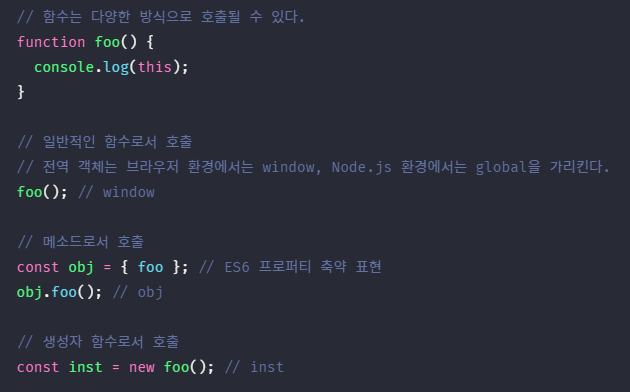 // 함수는 다양한 방식으로 호출될 수 있다.
function foo() {
  console.log(this);
}

// 일반적인 함수로서 호출
// 전역 객체는 브라우저 환경에서는 window, Node.js 환경에서는 global을 가리킨다.
foo(); // window

// 메소드로서 호출
const obj = { foo }; // ES6 프로퍼티 축약 표현
obj.foo(); // obj

// 생성자 함수로서 호출
const inst = new foo(); // inst